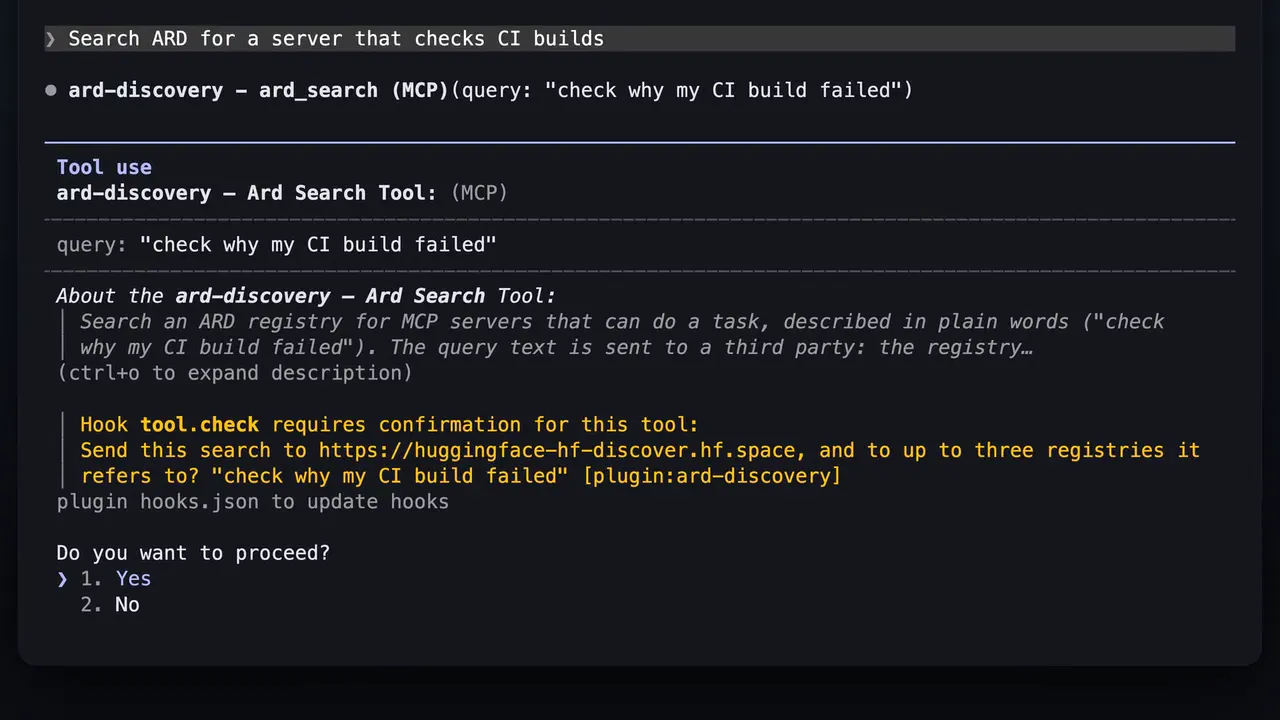 ❯ Search ARD for a server that checks CI builds
● ard-discovery - ard_search (MCP)(query: "check why my CI build failed")
Tool use
ard-discovery — Ard Search Tool: (MCP)
query: "check why my CI build failed"
About the ard-discovery — Ard Search Tool:
Search an ARD registry for MCP servers that can do a task, described in plain words ("check
why my CI build failed"). The query text is sent to a third party: the registry…
(ctrl+o to expand description)
Hook tool.check requires confirmation for this tool:
Send this search to https://huggingface-hf-discover.hf.space, and to up to three registries it
refers to? "check why my CI build failed" [plugin:ard-discovery]
plugin hooks.json to update hooks
Do you want to proceed?
❯ 1. Yes
2. No